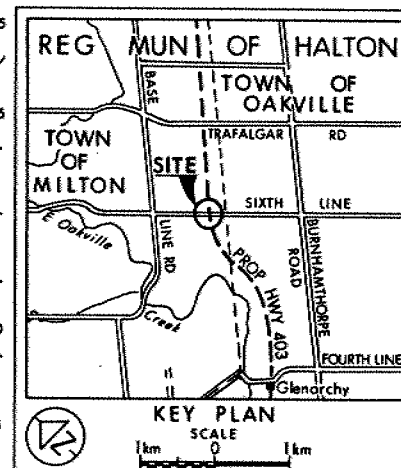 REG MUN OF HALTON
TOWN OF
OAKVILLE
BASE
LINE RD
TRAFALGAR RD
TOWN
OF
MILTON
SITE
SIXTH LINE
E Oakville
Creek
PROP HWY 403
BURNHAMTHORPE
ROAD
FOURTH LINE
Glenorchy
KEY PLAN
SCALE
1km 0 1km
N